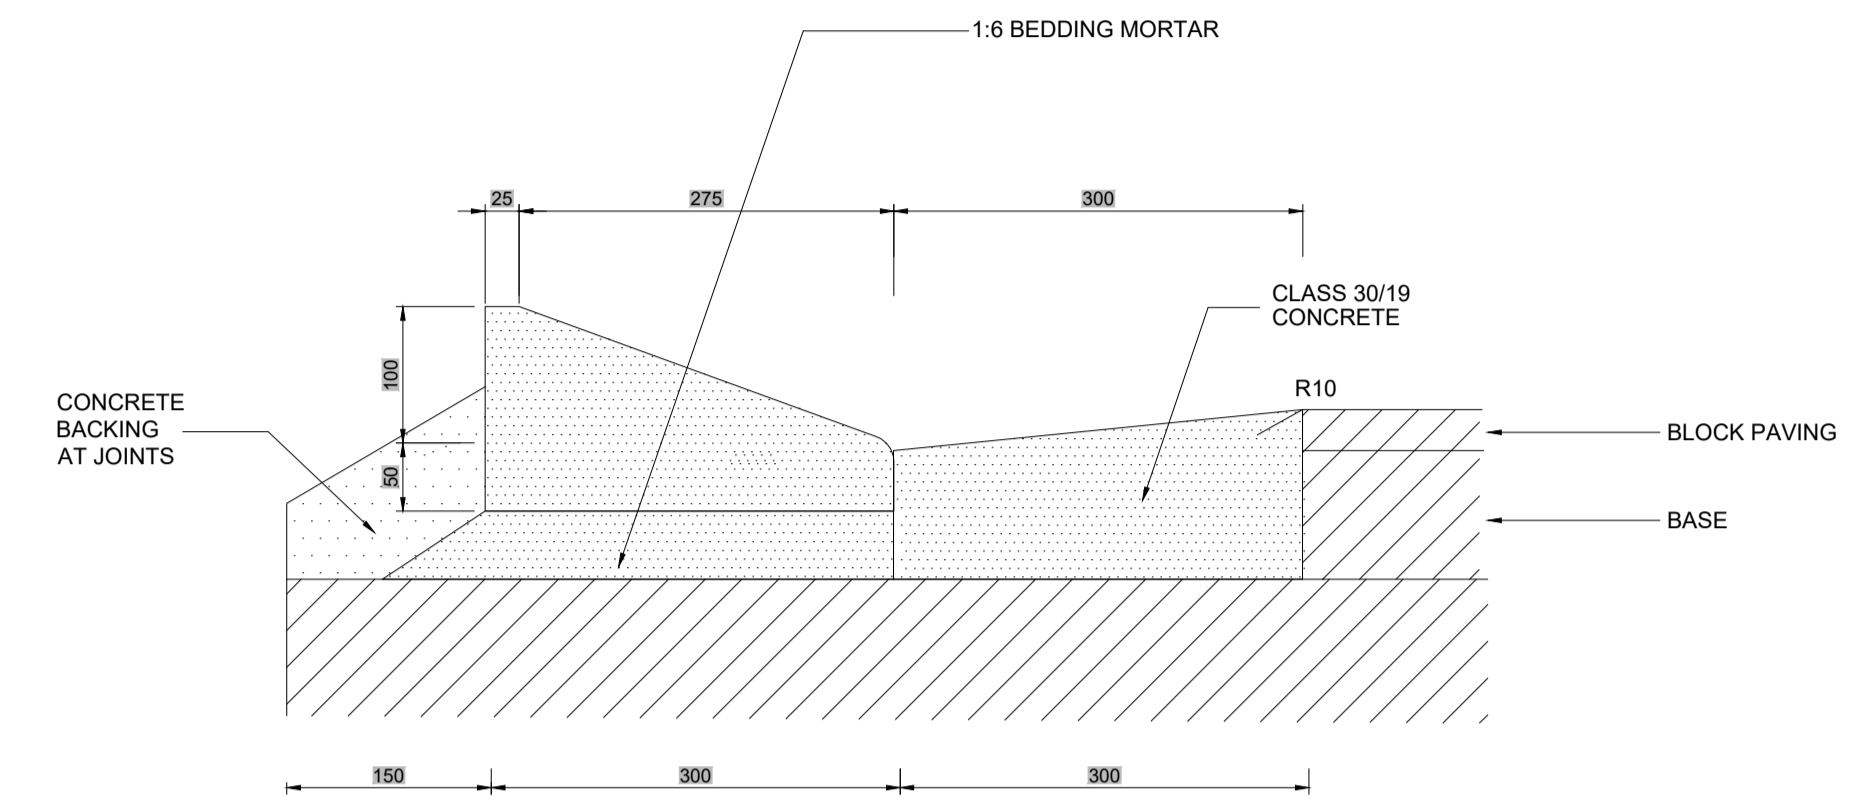 1:6 BEDDING MORTAR
25
275
300
CLASS 30/19
CONCRETE
100
R10
CONCRETE
BACKING
AT JOINTS
BLOCK PAVING
50
BASE
150
300
300